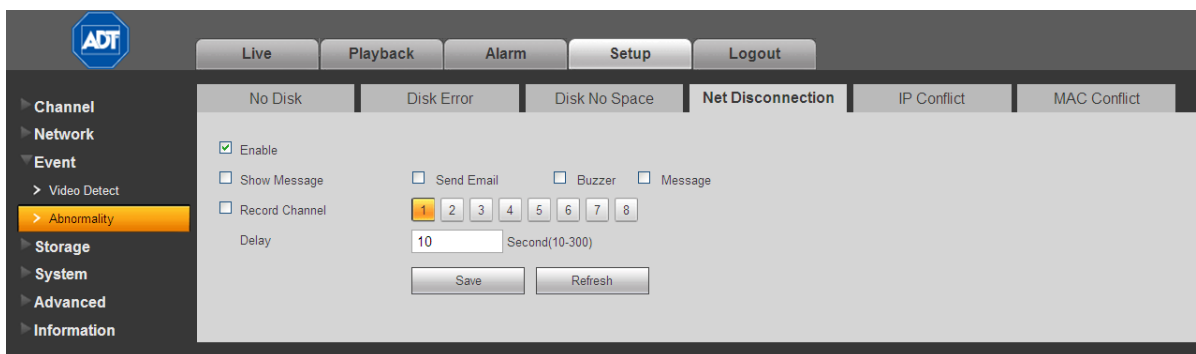 ADT
Live Playback Alarm Setup Logout
No Disk Disk Error Disk No Space Net Disconnection IP Conflict MAC Conflict
Channel
Network
Event
> Video Detect
> Abnormality
Storage
System
Advanced
Information
Enable
Show Message Send Email Buzzer Message
Record Channel 1 2 3 4 5 6 7 8
Delay 10 Second(10-300)
Save Refresh